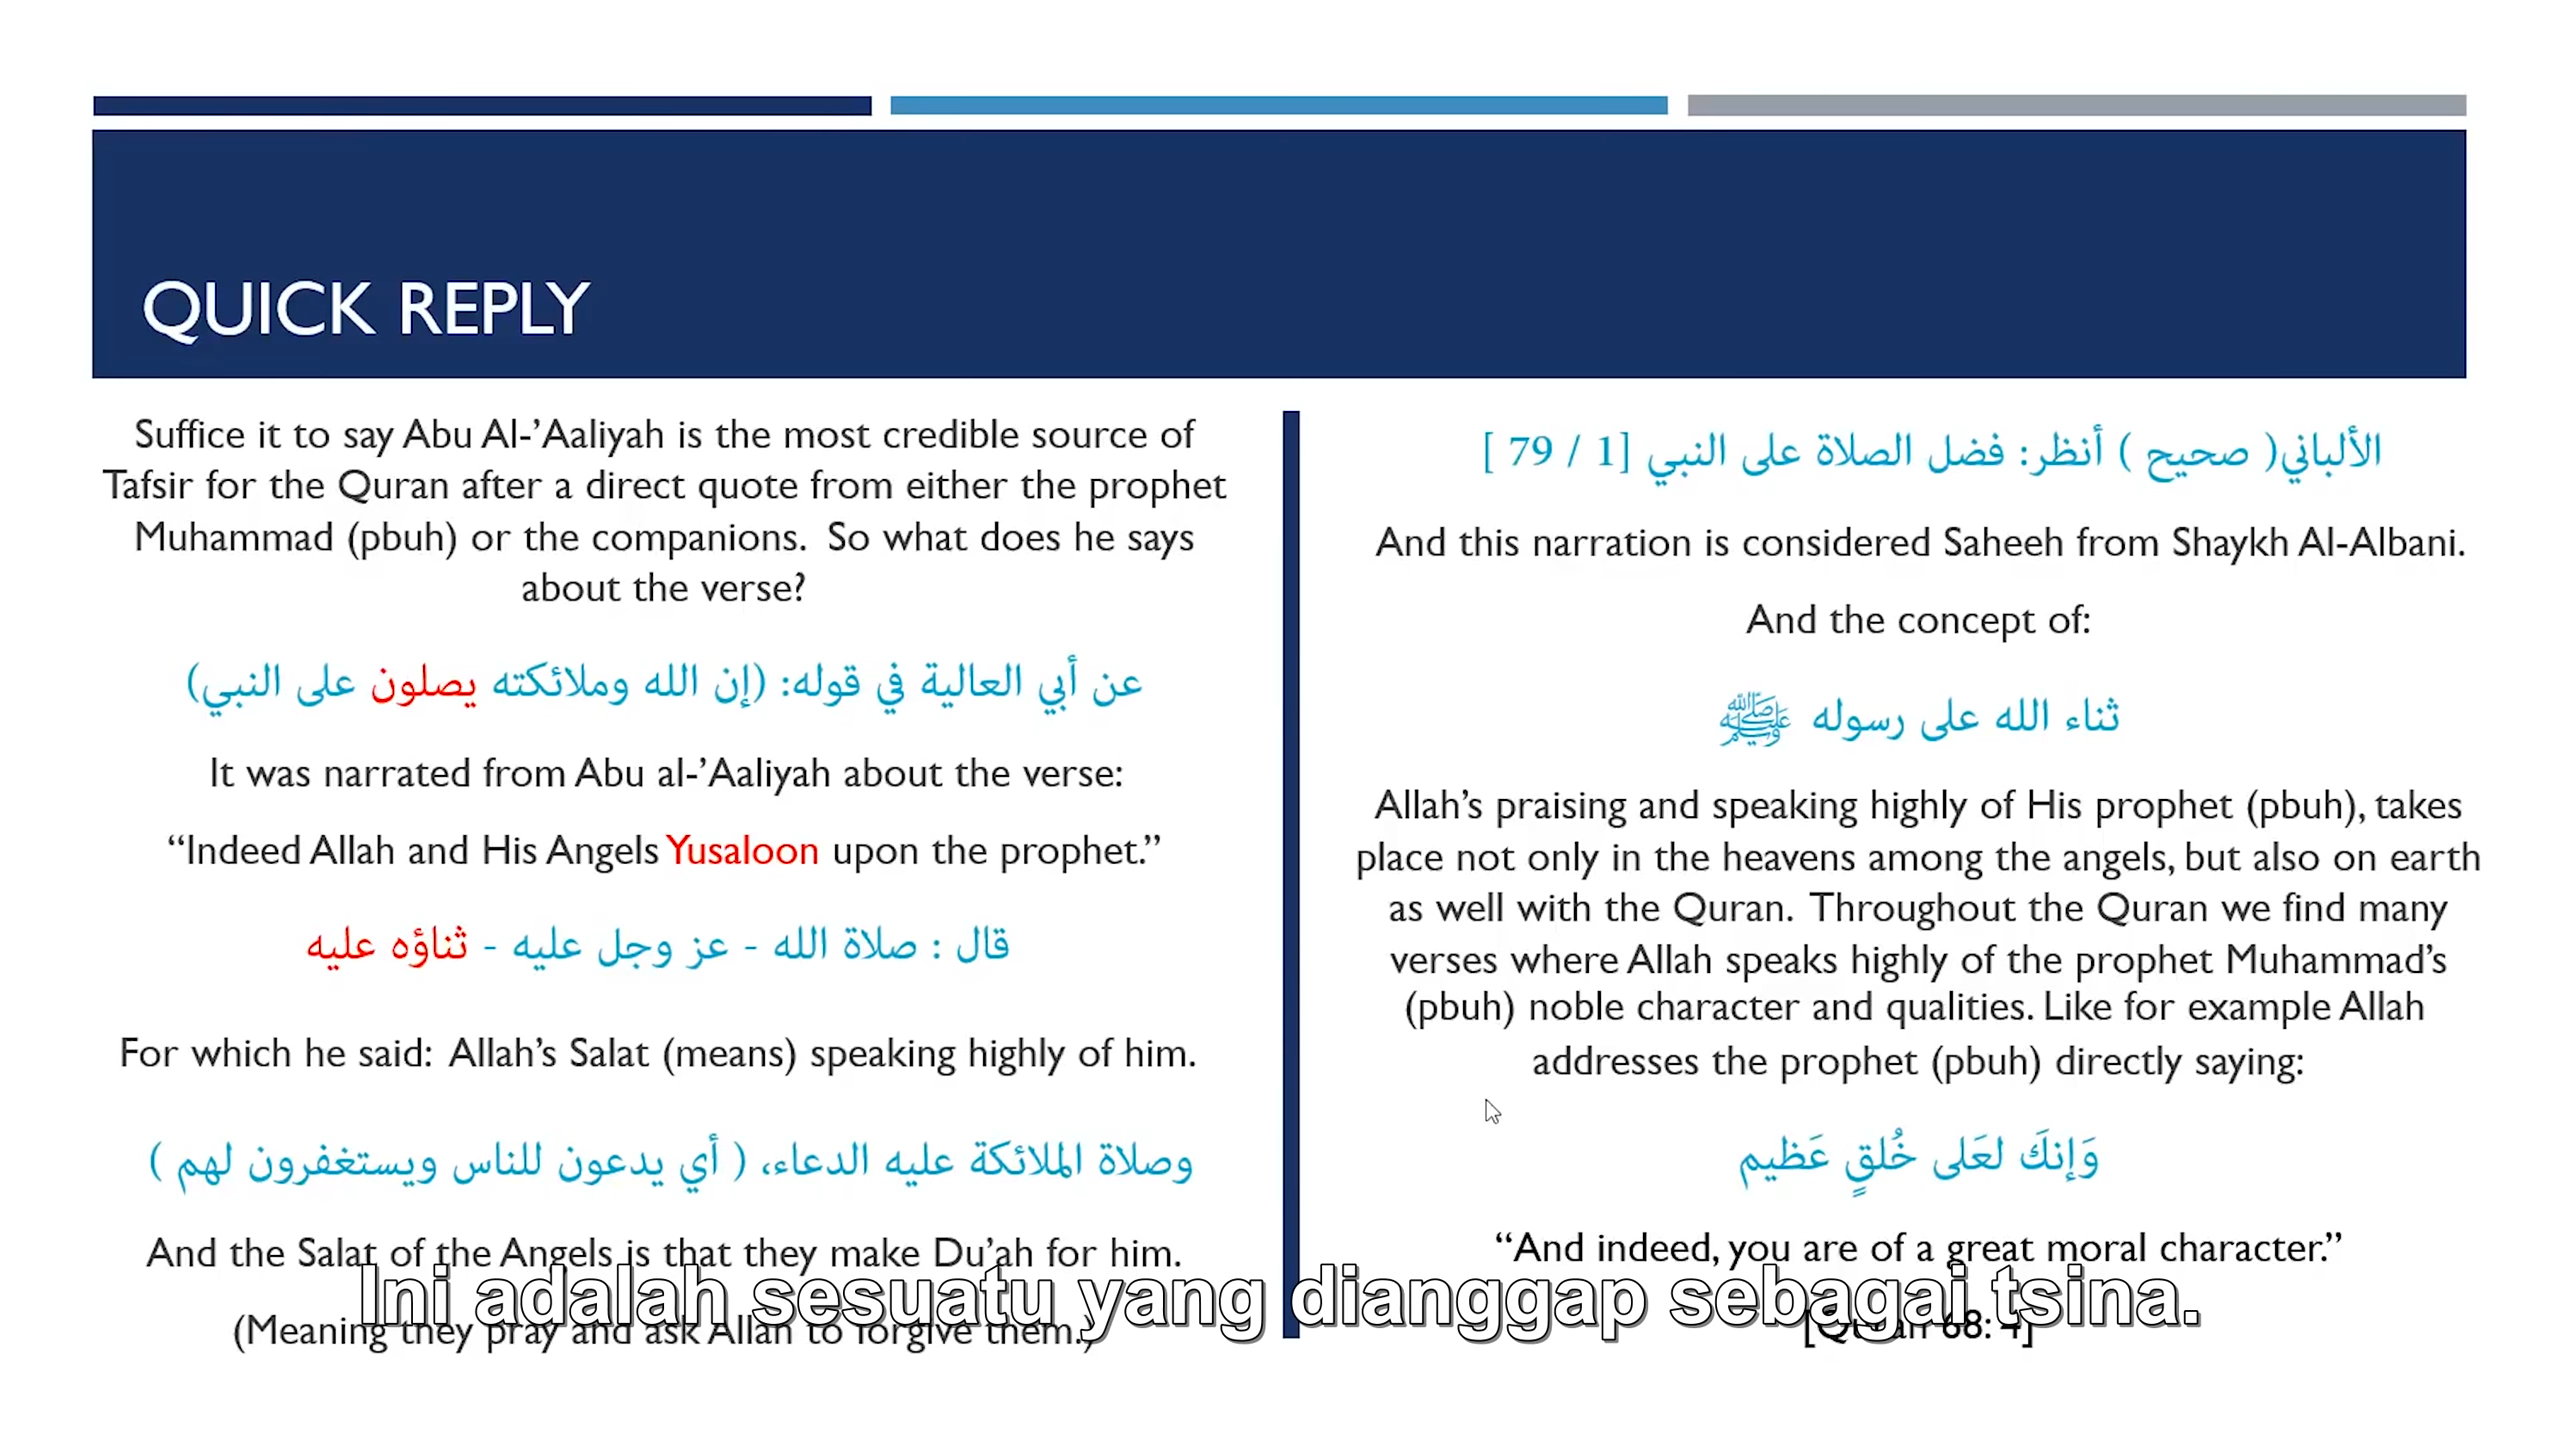 QUICK REPLY
Suffice it to say Abu Al-’Aaliyah is the most credible source of
Tafsir for the Quran after a direct quote from either the prophet
Muhammad (pbuh) or the companions.  So what does he says
about the verse?
عن أبي العالية في قوله: (إن الله وملائكته يصلون على النبي)
It was narrated from Abu al-’Aaliyah about the verse:
“Indeed Allah and His Angels Yusaloon upon the prophet.”
قال : صلاة الله - عز وجل عليه - ثناؤه عليه
For which he said:  Allah’s Salat (means) speaking highly of him.
وصلاة الملائكة عليه الدعاء، ( أي يدعون للناس ويستغفرون لهم )
And the Salat of the Angels is that they make Du’ah for him.
(Meaning they pray and ask Allah to forgive them.)
الألباني( صحيح ) أنظر: فضل الصلاة على النبي [1 / 79 ]
And this narration is considered Saheeh from Shaykh Al-Albani.
And the concept of:
ثناء الله على رسوله ﷺ
Allah’s praising and speaking highly of His prophet (pbuh), takes
place not only in the heavens among the angels, but also on earth
as well with the Quran.  Throughout the Quran we find many
verses where Allah speaks highly of the prophet Muhammad’s
(pbuh) noble character and qualities. Like for example Allah
addresses the prophet (pbuh) directly saying:
وَإنكَ لعَلى خُلقٍ عَظيم
“And indeed, you are of a great moral character.”
[Quran 68: 4]
Ini adalah sesuatu yang dianggap sebagai tsina.